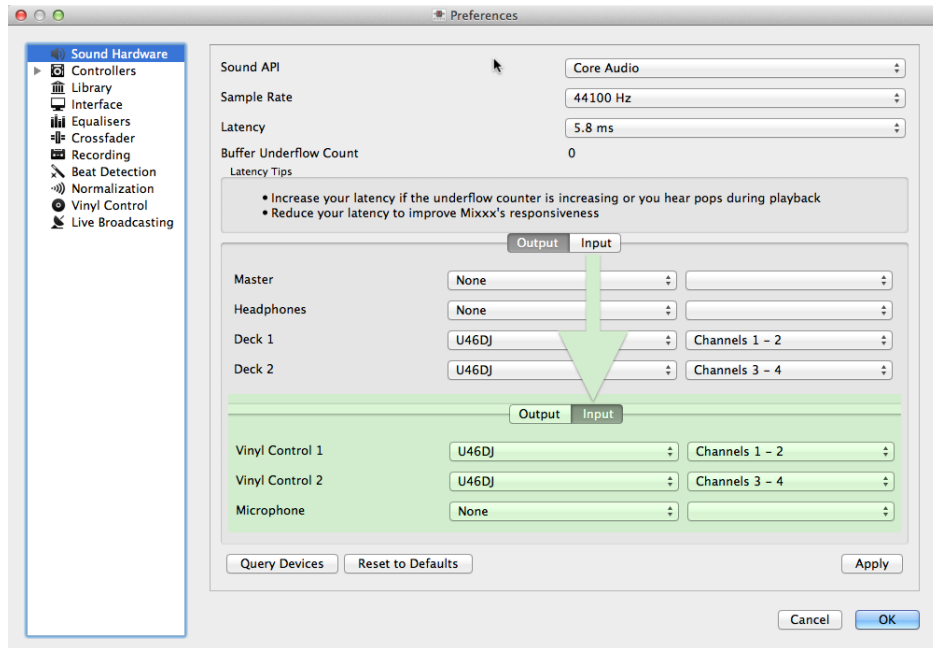 Preferences
Sound Hardware
Controllers
Library
Interface
Equalisers
Crossfader
Recording
Beat Detection
Normalization
Vinyl Control
Live Broadcasting
Sound API Core Audio
Sample Rate 44100 Hz
Latency 5.8 ms
Buffer Underflow Count 0
Latency Tips
• Increase your latency if the underflow counter is increasing or you hear pops during playback
• Reduce your latency to improve Mixxx's responsiveness
Output Input
Master None
Headphones None
Deck 1 U46DJ Channels 1 – 2
Deck 2 U46DJ Channels 3 – 4
Output Input
Vinyl Control 1 U46DJ Channels 1 – 2
Vinyl Control 2 U46DJ Channels 3 – 4
Microphone None
Query Devices Reset to Defaults Apply
Cancel OK